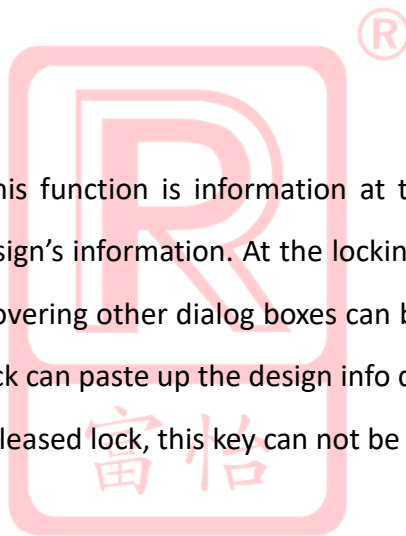 ®
R
his function is information at t
sign's information. At the lockin
overing other dialog boxes can b
ck can paste up the design info
leased lock, this key can not be
富怡